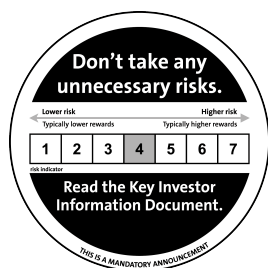 Don't take any
unnecessary risks.
Lower risk Higher risk
Typically lower rewards Typically higher rewards
1 2 3 4 5 6 7
risk indicator
Read the Key Investor
Information Document.
THIS IS A MANDATORY ANNOUNCEMENT